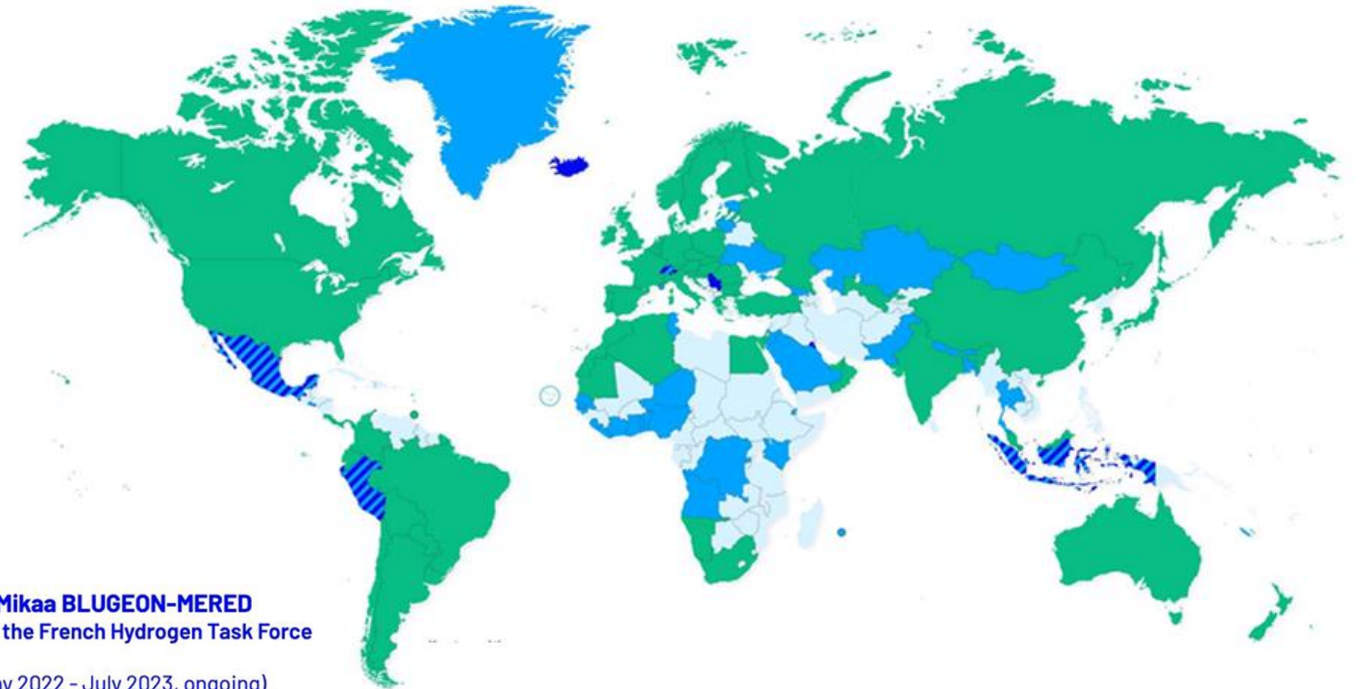 Mikaa BLUGEON-MERED
the French Hydrogen Task Force
2022 - July 2023, ongoing)